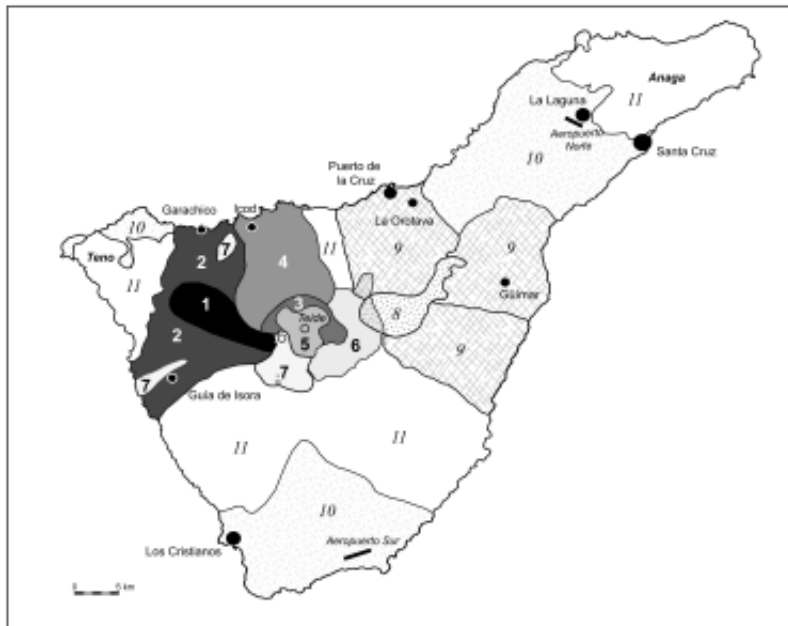 Anaga
La Laguna
11
Aeropuerto
Norte
Santa Cruz
10
Puerto de
la Cruz
La Orotava
Garachico
Icod
10
7
Teno
2
11
9
9
11
4
Güímar
1
3
Teide
8
2
5
6
9
7
7
Guía de Isora
11
11
10
Aeropuerto Sur
Los Cristianos
0 5 km